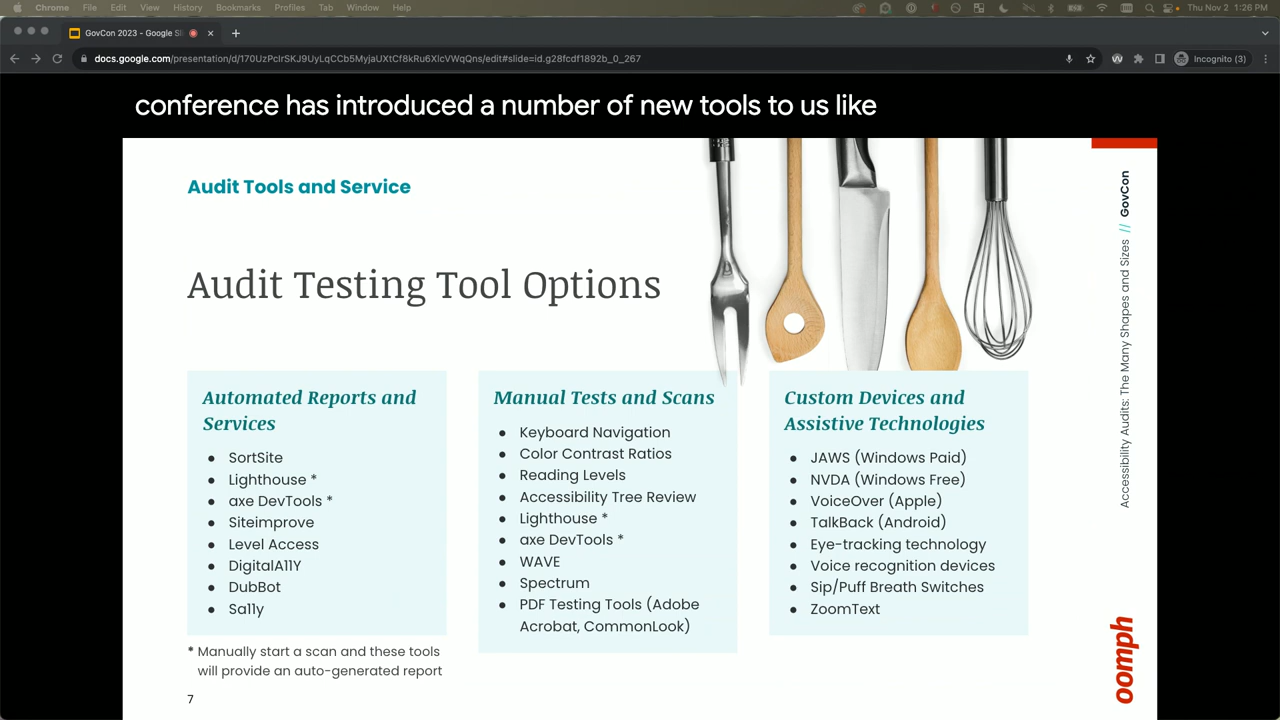 Chrome File Edit View History Bookmarks Profiles Tab Window Help
Thu Nov 2 1:26 PM
GovCon 2023 - Google Sl
docs.google.com/presentation/d/170UzPcIrSKJ9UyLqCCb5MyjaUXtCf8kRu6XlcVWqQns/edit#slide=id.g28fcdf1892b_0_267
Incognito (3)
conference has introduced a number of new tools to us like
Audit Tools and Service
Audit Testing Tool Options
Automated Reports and
Services
● SortSite
● Lighthouse *
● axe DevTools *
● Siteimprove
● Level Access
● DigitalA11Y
● DubBot
● Sa11y
* Manually start a scan and these tools
will provide an auto-generated report
7
Manual Tests and Scans
● Keyboard Navigation
● Color Contrast Ratios
● Reading Levels
● Accessibility Tree Review
● Lighthouse *
● axe DevTools *
● WAVE
● Spectrum
● PDF Testing Tools (Adobe
Acrobat, CommonLook)
Custom Devices and
Assistive Technologies
● JAWS (Windows Paid)
● NVDA (Windows Free)
● VoiceOver (Apple)
● TalkBack (Android)
● Eye-tracking technology
● Voice recognition devices
● Sip/Puff Breath Switches
● ZoomText
Accessibility Audits: The Many Shapes and Sizes // GovCon
oomph